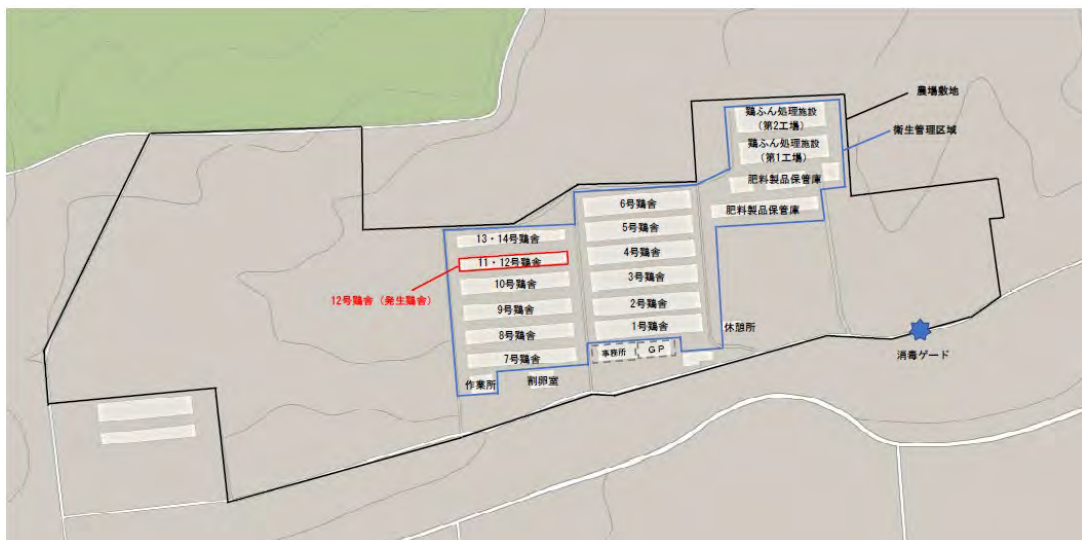 鶏ふん処理施設
（第2工場）
農場敷地
鶏ふん処理施設
（第1工場）
衛生管理区域
肥料製品保管庫
肥料製品保管庫
6号鶏舎
5号鶏舎
4号鶏舎
3号鶏舎
2号鶏舎
1号鶏舎
13・14号鶏舎
11・12号鶏舎
10号鶏舎
9号鶏舎
8号鶏舎
7号鶏舎
12号鶏舎（発生鶏舎）
休憩所
事務所
GP
作業所
割卵室
消毒ゲート